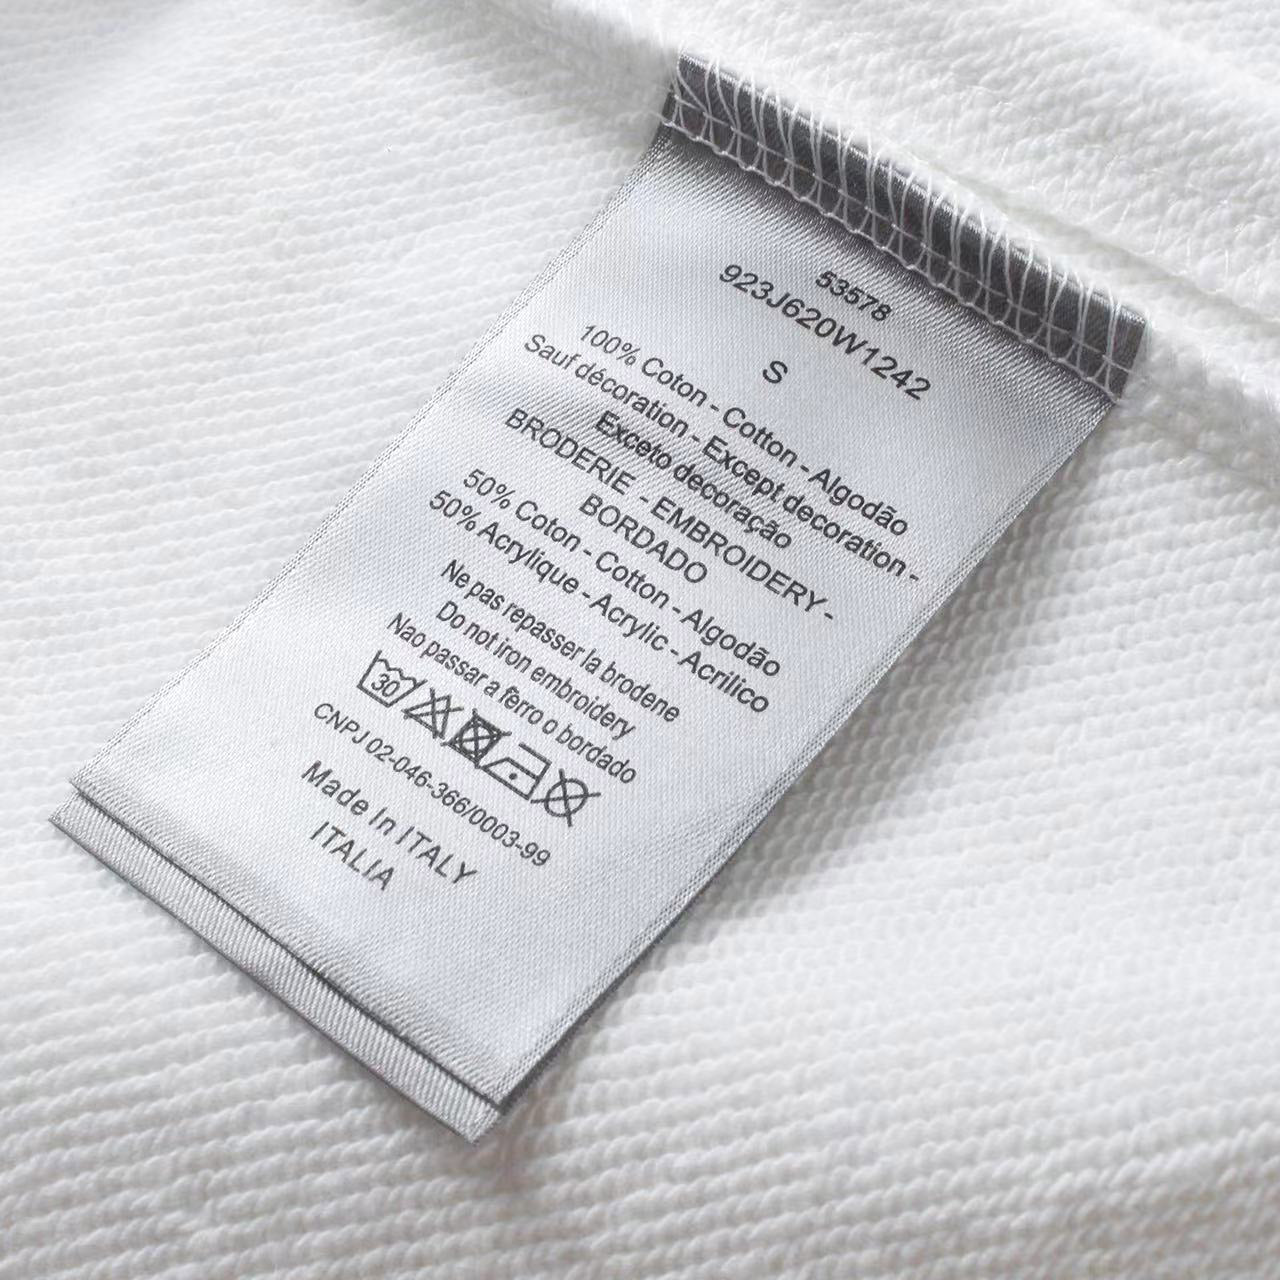 53578
923J620W1242
S
100% Coton - Cotton - Algodão
Sauf décoration - Except decoration -
Exceto decoração
BRODERIE - EMBROIDERY -
BORDADO
50% Coton - Cotton - Algodão
50% Acrylique - Acrylic - Acrilico
Ne pas repasser la brodene
Do not iron embroidery
Nao passar a ferro o bordado
30
CNPJ 02-046-366/0003-99
Made In ITALY
ITALIA